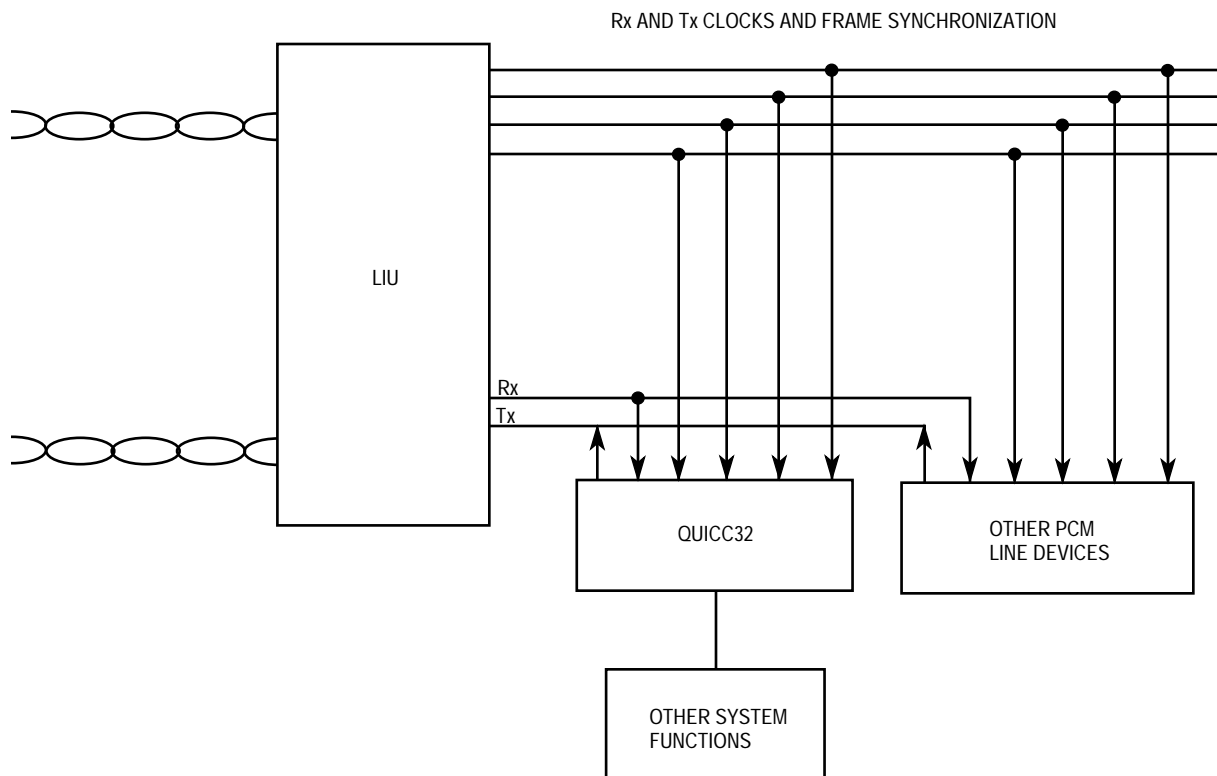 Rx AND Tx CLOCKS AND FRAME SYNCHRONIZATION
LIU
Rx
Tx
QUICC32
OTHER PCM
LINE DEVICES
OTHER SYSTEM
FUNCTIONS